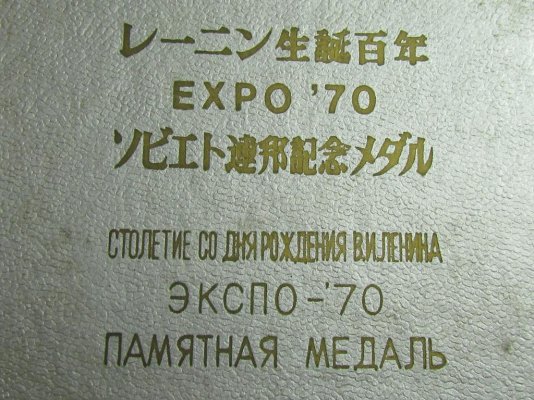 レーニン生誕百年
EXPO '70
ソビエト連邦記念メダル
СТОЛЕТИЕ СО ДНЯ РОЖДЕНИЯ В.И.ЛЕНИНА
ЭКСПО-'70
ПАМЯТНАЯ МЕДАЛЬ